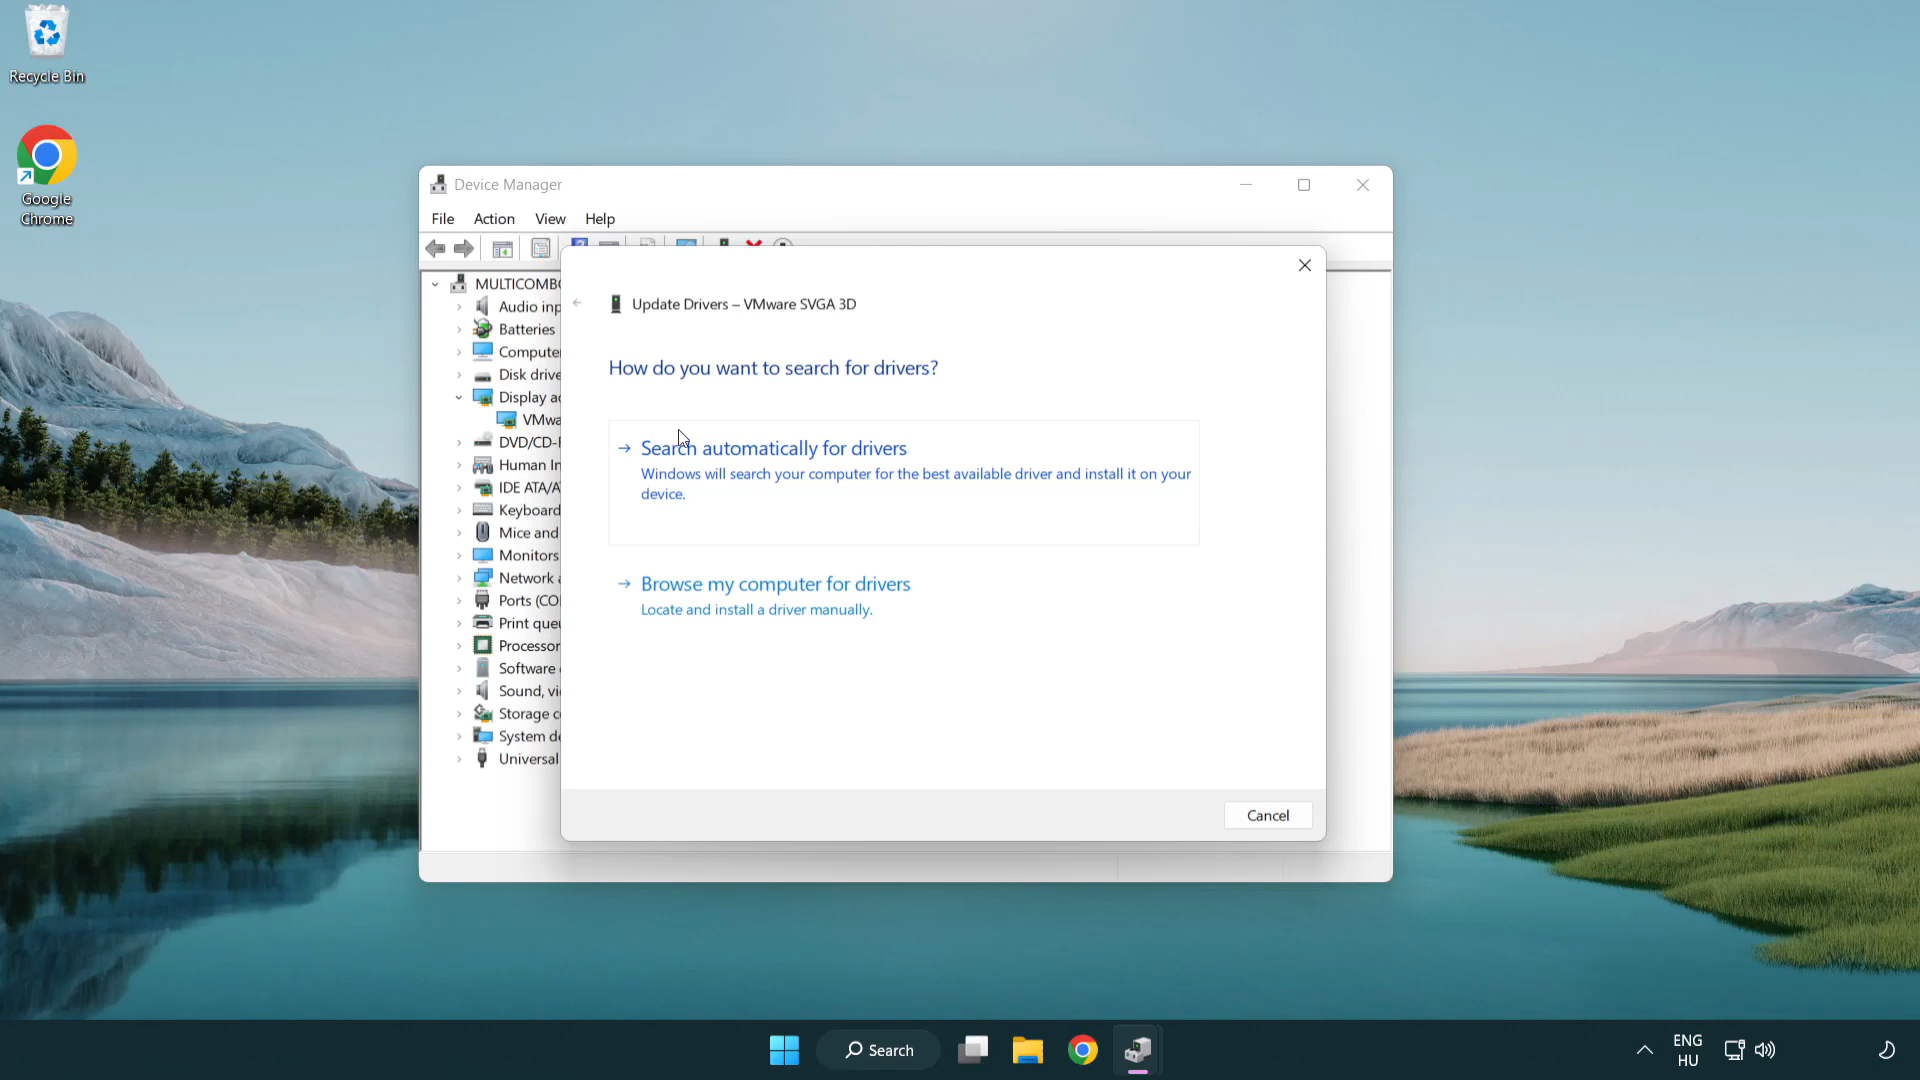 Recycle Bin
Google
Chrome
Device Manager
File Action View Help
Update Drivers – VMware SVGA 3D
How do you want to search for drivers?
Search automatically for drivers
Windows will search your computer for the best available driver and install it on your
device.
Browse my computer for drivers
Locate and install a driver manually.
Cancel
MULTICOMBO
Audio inp
Batteries
Compute
Disk drive
Display a
VMwa
DVD/CD-
Human In
IDE ATA/A
Keyboard
Mice and
Monitors
Network a
Ports (CO
Print que
Processor
Software
Sound, vi
Storage c
System de
Universal
Search
ENG
HU